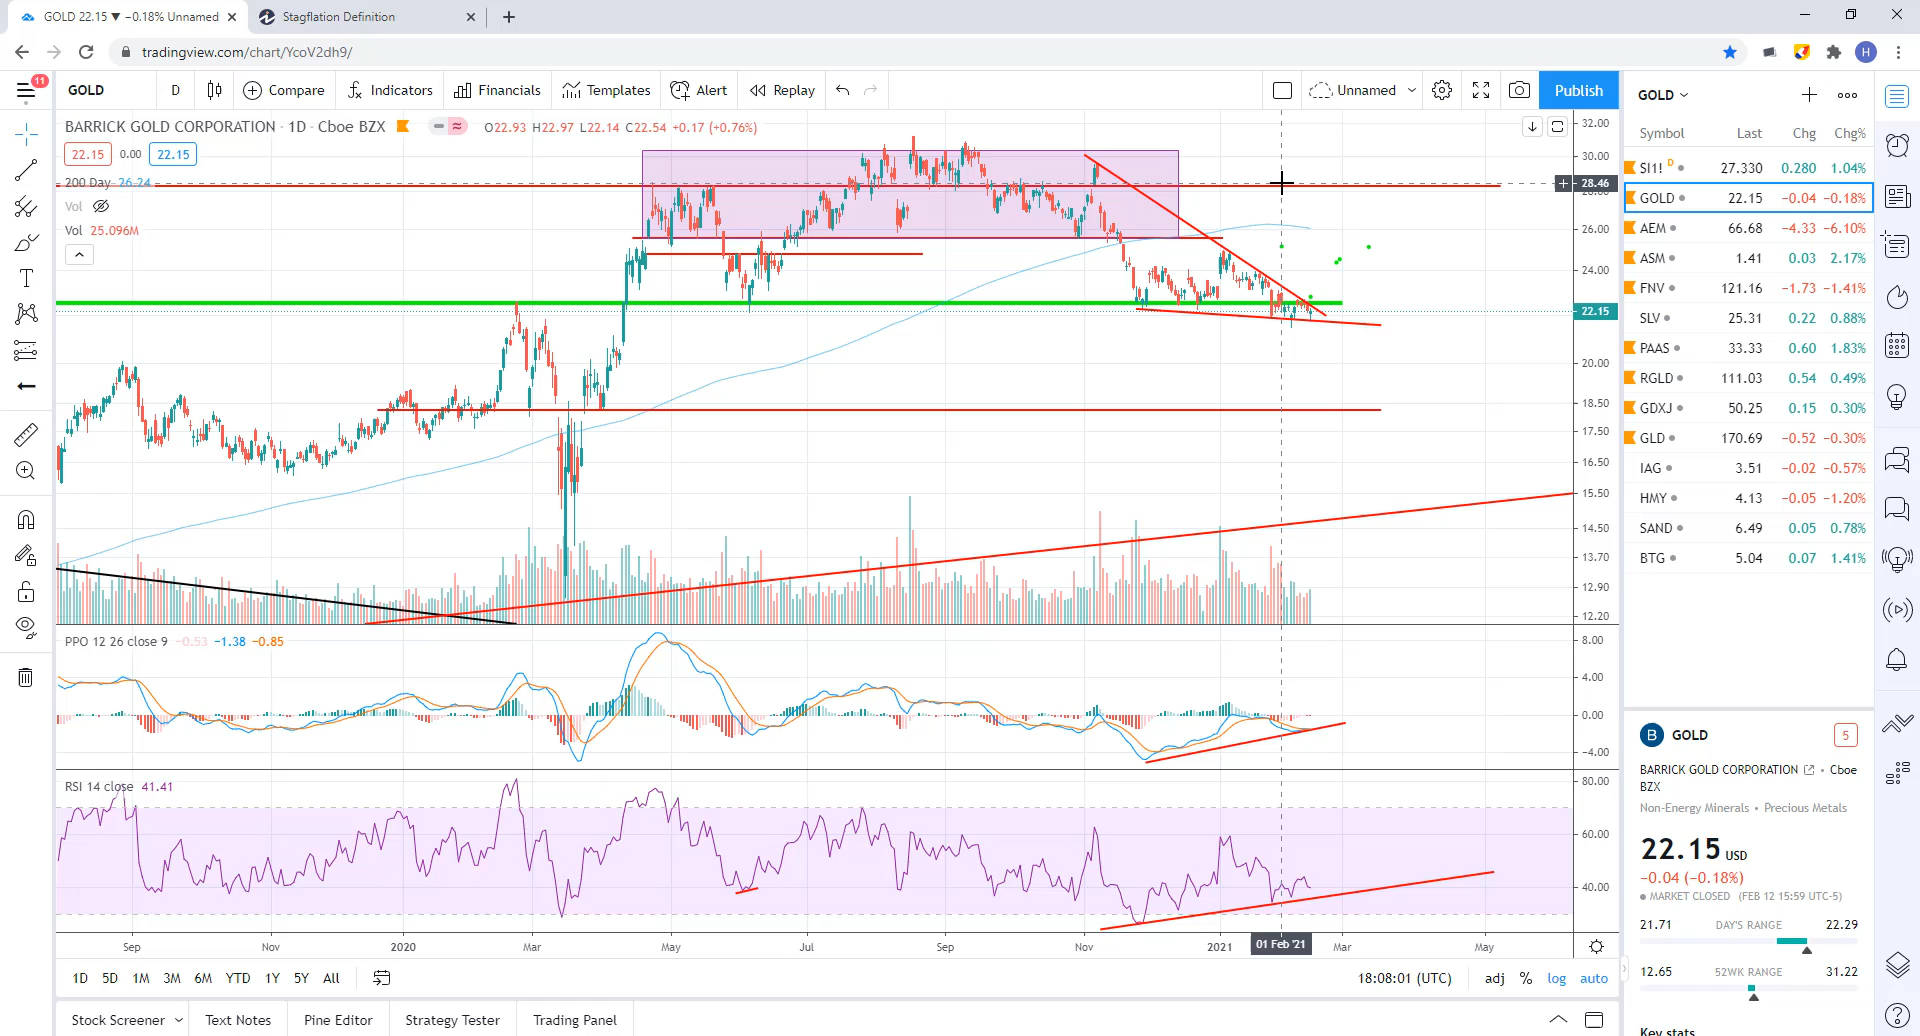 GOLD 22.15 ▼ −0.18% Unnamed
Stagflation Definition
tradingview.com/chart/YcoV2dh9/
H
11
GOLD
D
Compare
Indicators
Financials
Templates
Alert
Replay
Unnamed
Publish
BARRICK GOLD CORPORATION · 1D · Cboe BZX
O22.93 H22.97 L22.14 C22.54 +0.17 (+0.76%)
22.15 0.00 22.15
200 Day 26.24
Vol
Vol 25.096M
32.00
30.00
28.46
26.00
24.00
22.15
20.00
18.50
17.50
16.50
15.50
14.50
13.70
12.90
12.20
PPO 12 26 close 9 −0.53 −1.38 −0.85
8.00
4.00
0.00
−4.00
RSI 14 close 41.41
80.00
60.00
40.00
Sep Nov 2020 Mar May Jul Sep Nov 2021 01 Feb '21 Mar May
1D 5D 1M 3M 6M YTD 1Y 5Y All
18:08:01 (UTC) adj % log auto
Stock Screener Text Notes Pine Editor Strategy Tester Trading Panel
GOLD
Symbol Last Chg Chg%
SI1! D 27.330 0.280 1.04%
GOLD 22.15 −0.04 −0.18%
AEM 66.68 −4.33 −6.10%
ASM 1.41 0.03 2.17%
FNV 121.16 −1.73 −1.41%
SLV 25.31 0.22 0.88%
PAAS 33.33 0.60 1.83%
RGLD 111.03 0.54 0.49%
GDXJ 50.25 0.15 0.30%
GLD 170.69 −0.52 −0.30%
IAG 3.51 −0.02 −0.57%
HMY 4.13 −0.05 −1.20%
SAND 6.49 0.05 0.78%
BTG 5.04 0.07 1.41%
B GOLD 5
BARRICK GOLD CORPORATION • Cboe
BZX
Non-Energy Minerals • Precious Metals
22.15 USD
−0.04 (−0.18%)
MARKET CLOSED (FEB 12 15:59 UTC-5)
21.71 DAY'S RANGE 22.29
12.65 52WK RANGE 31.22
Key stats